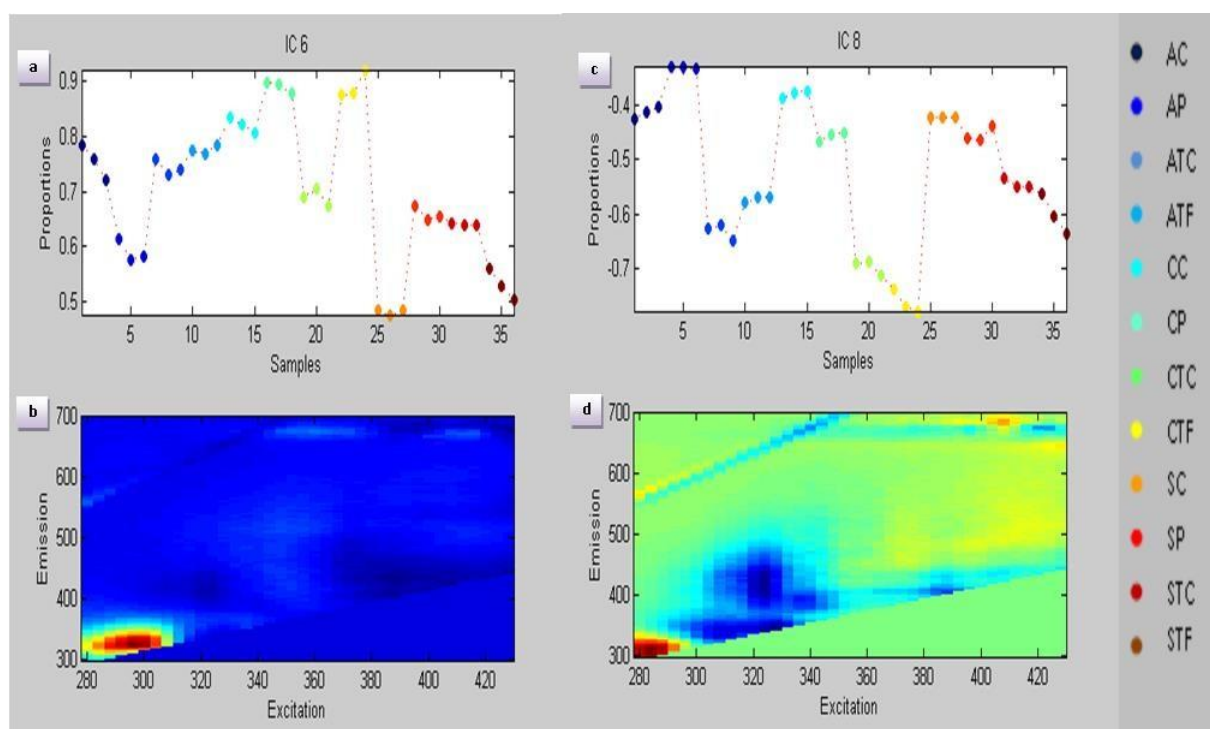 a
IC 6
Proportions
0.9
0.8
0.7
0.6
0.5
5 10 15 20 25 30 35
Samples
c
IC 8
Proportions
-0.4
-0.5
-0.6
-0.7
5 10 15 20 25 30 35
Samples
b
Emission
700
600
500
400
300
280 300 320 340 360 380 400 420
Excitation
d
Emission
700
600
500
400
300
280 300 320 340 360 380 400 420
Excitation
AC
AP
ATC
ATF
CC
CP
CTC
CTF
SC
SP
STC
STF